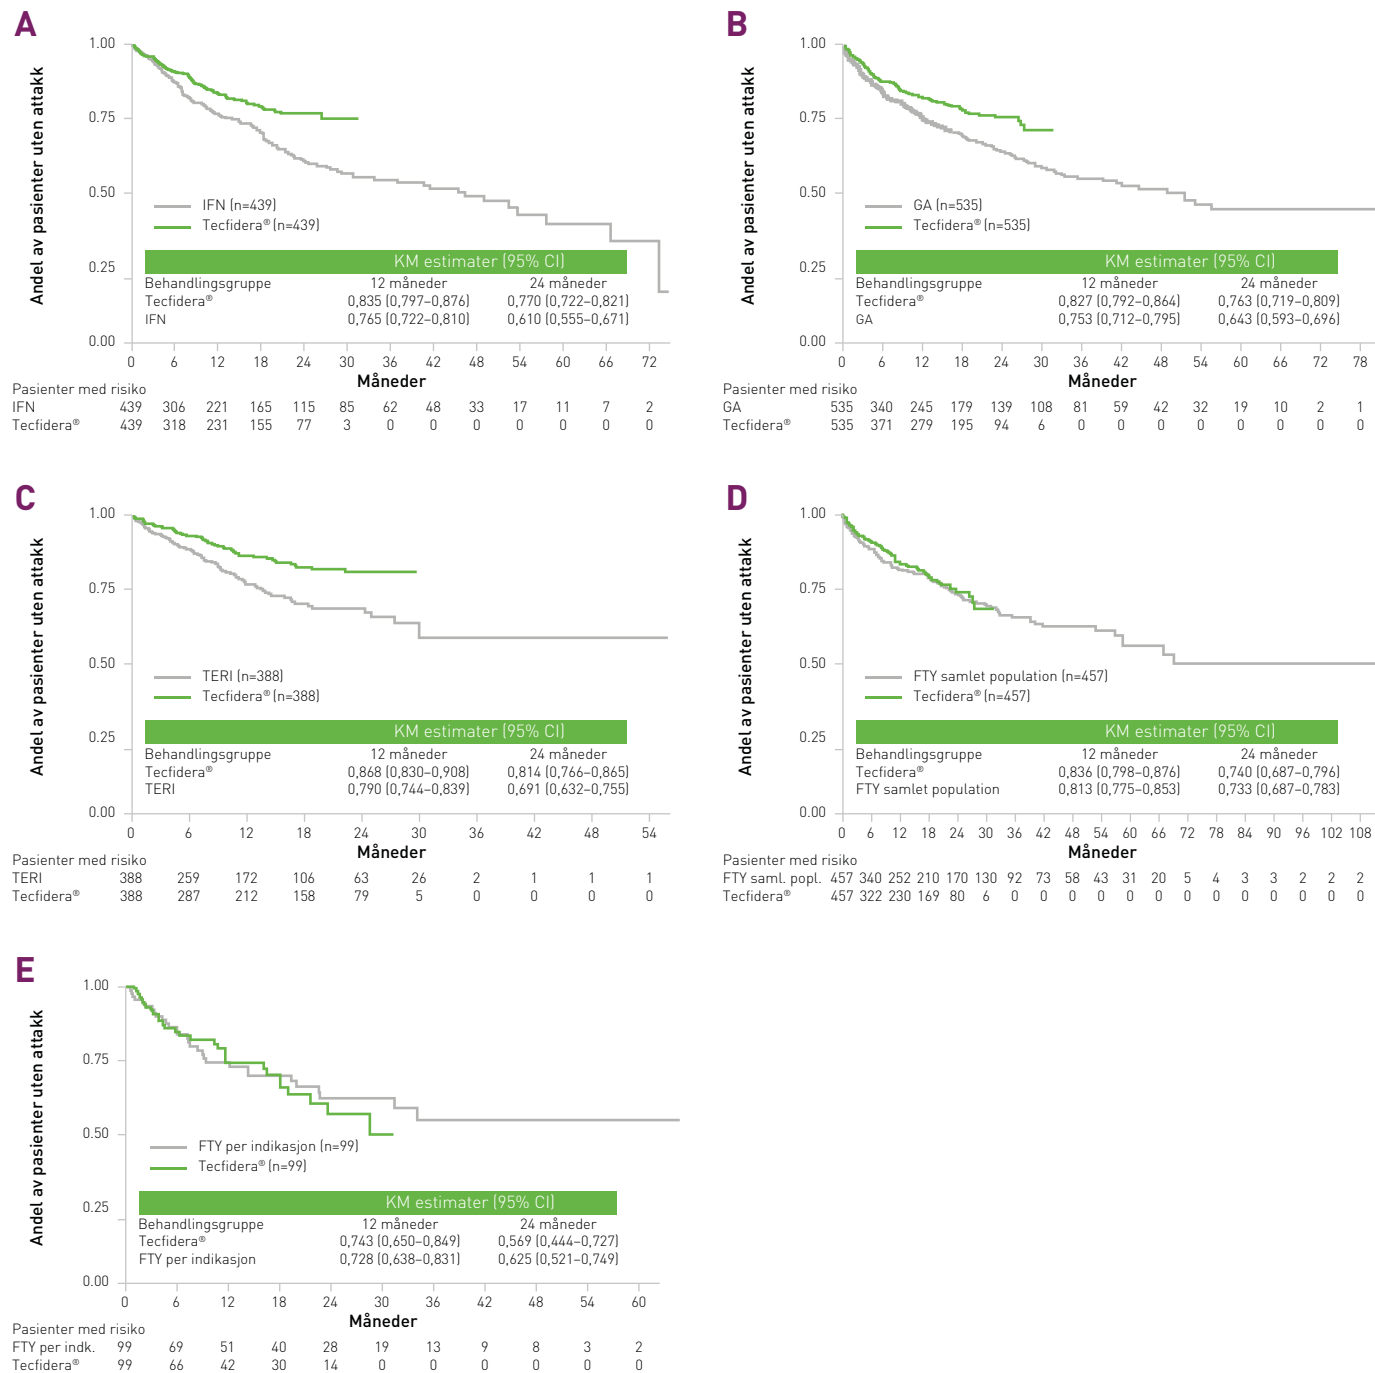 A
Andel av pasienter uten attakk
1.00
0.75
0.50
0.25
0.00
IFN (n=439)
Tecfidera® (n=439)
KM estimater (95% CI)
Behandlingsgruppe 12 måneder 24 måneder
Tecfidera® 0,835 (0,797–0,876) 0,770 (0,722–0,821)
IFN 0,765 (0,722–0,810) 0,610 (0,555–0,671)
0 6 12 18 24 30 36 42 48 54 60 66 72
Måneder
Pasienter med risiko
IFN 439 306 221 165 115 85 62 48 33 17 11 7 2
Tecfidera® 439 318 231 155 77 3 0 0 0 0 0 0 0
B
Andel av pasienter uten attakk
1.00
0.75
0.50
0.25
0.00
GA (n=535)
Tecfidera® (n=535)
KM estimater (95% CI)
Behandlingsgruppe 12 måneder 24 måneder
Tecfidera® 0,827 (0,792–0,864) 0,763 (0,719–0,809)
GA 0,753 (0,712–0,795) 0,643 (0,593–0,696)
0 6 12 18 24 30 36 42 48 54 60 66 72 78
Måneder
Pasienter med risiko
GA 535 340 245 179 139 108 81 59 42 32 19 10 2 1
Tecfidera® 535 371 279 195 94 6 0 0 0 0 0 0 0 0
C
Andel av pasienter uten attakk
1.00
0.75
0.50
0.25
0.00
TERI (n=388)
Tecfidera® (n=388)
KM estimater (95% CI)
Behandlingsgruppe 12 måneder 24 måneder
Tecfidera® 0,868 (0,830–0,908) 0,814 (0,766–0,865)
TERI 0,790 (0,744–0,839) 0,691 (0,632–0,755)
0 6 12 18 24 30 36 42 48 54
Måneder
Pasienter med risiko
TERI 388 259 172 106 63 26 2 1 1 1
Tecfidera® 388 287 212 158 79 5 0 0 0 0
D
Andel av pasienter uten attakk
1.00
0.75
0.50
0.25
0.00
FTY samlet population (n=457)
Tecfidera® (n=457)
KM estimater (95% CI)
Behandlingsgruppe 12 måneder 24 måneder
Tecfidera® 0,836 (0,798–0,876) 0,740 (0,687–0,796)
FTY samlet population 0,813 (0,775–0,853) 0,733 (0,687–0,783)
0 6 12 18 24 30 36 42 48 54 60 66 72 78 84 90 96 102 108
Måneder
Pasienter med risiko
FTY saml. popl. 457 340 252 210 170 130 92 73 58 43 31 20 5 4 3 3 2 2 2
Tecfidera® 457 322 230 169 80 6 0 0 0 0 0 0 0 0 0 0 0 0 0
E
Andel av pasienter uten attakk
1.00
0.75
0.50
0.25
0.00
FTY per indikasjon (n=99)
Tecfidera® (n=99)
KM estimater (95% CI)
Behandlingsgruppe 12 måneder 24 måneder
Tecfidera® 0,743 (0,650–0,849) 0,569 (0,444–0,727)
FTY per indikasjon 0,728 (0,638–0,831) 0,625 (0,521–0,749)
0 6 12 18 24 30 36 42 48 54 60
Måneder
Pasienter med risiko
FTY per indk. 99 69 51 40 28 19 13 9 8 3 2
Tecfidera® 99 66 42 30 14 0 0 0 0 0 0